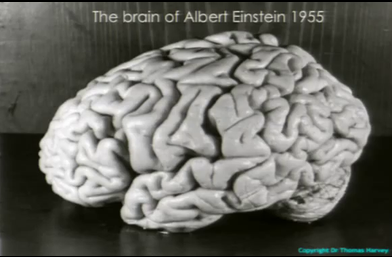 The brain of Albert Einstein 1955
Copyright Dr Thomas Harvey